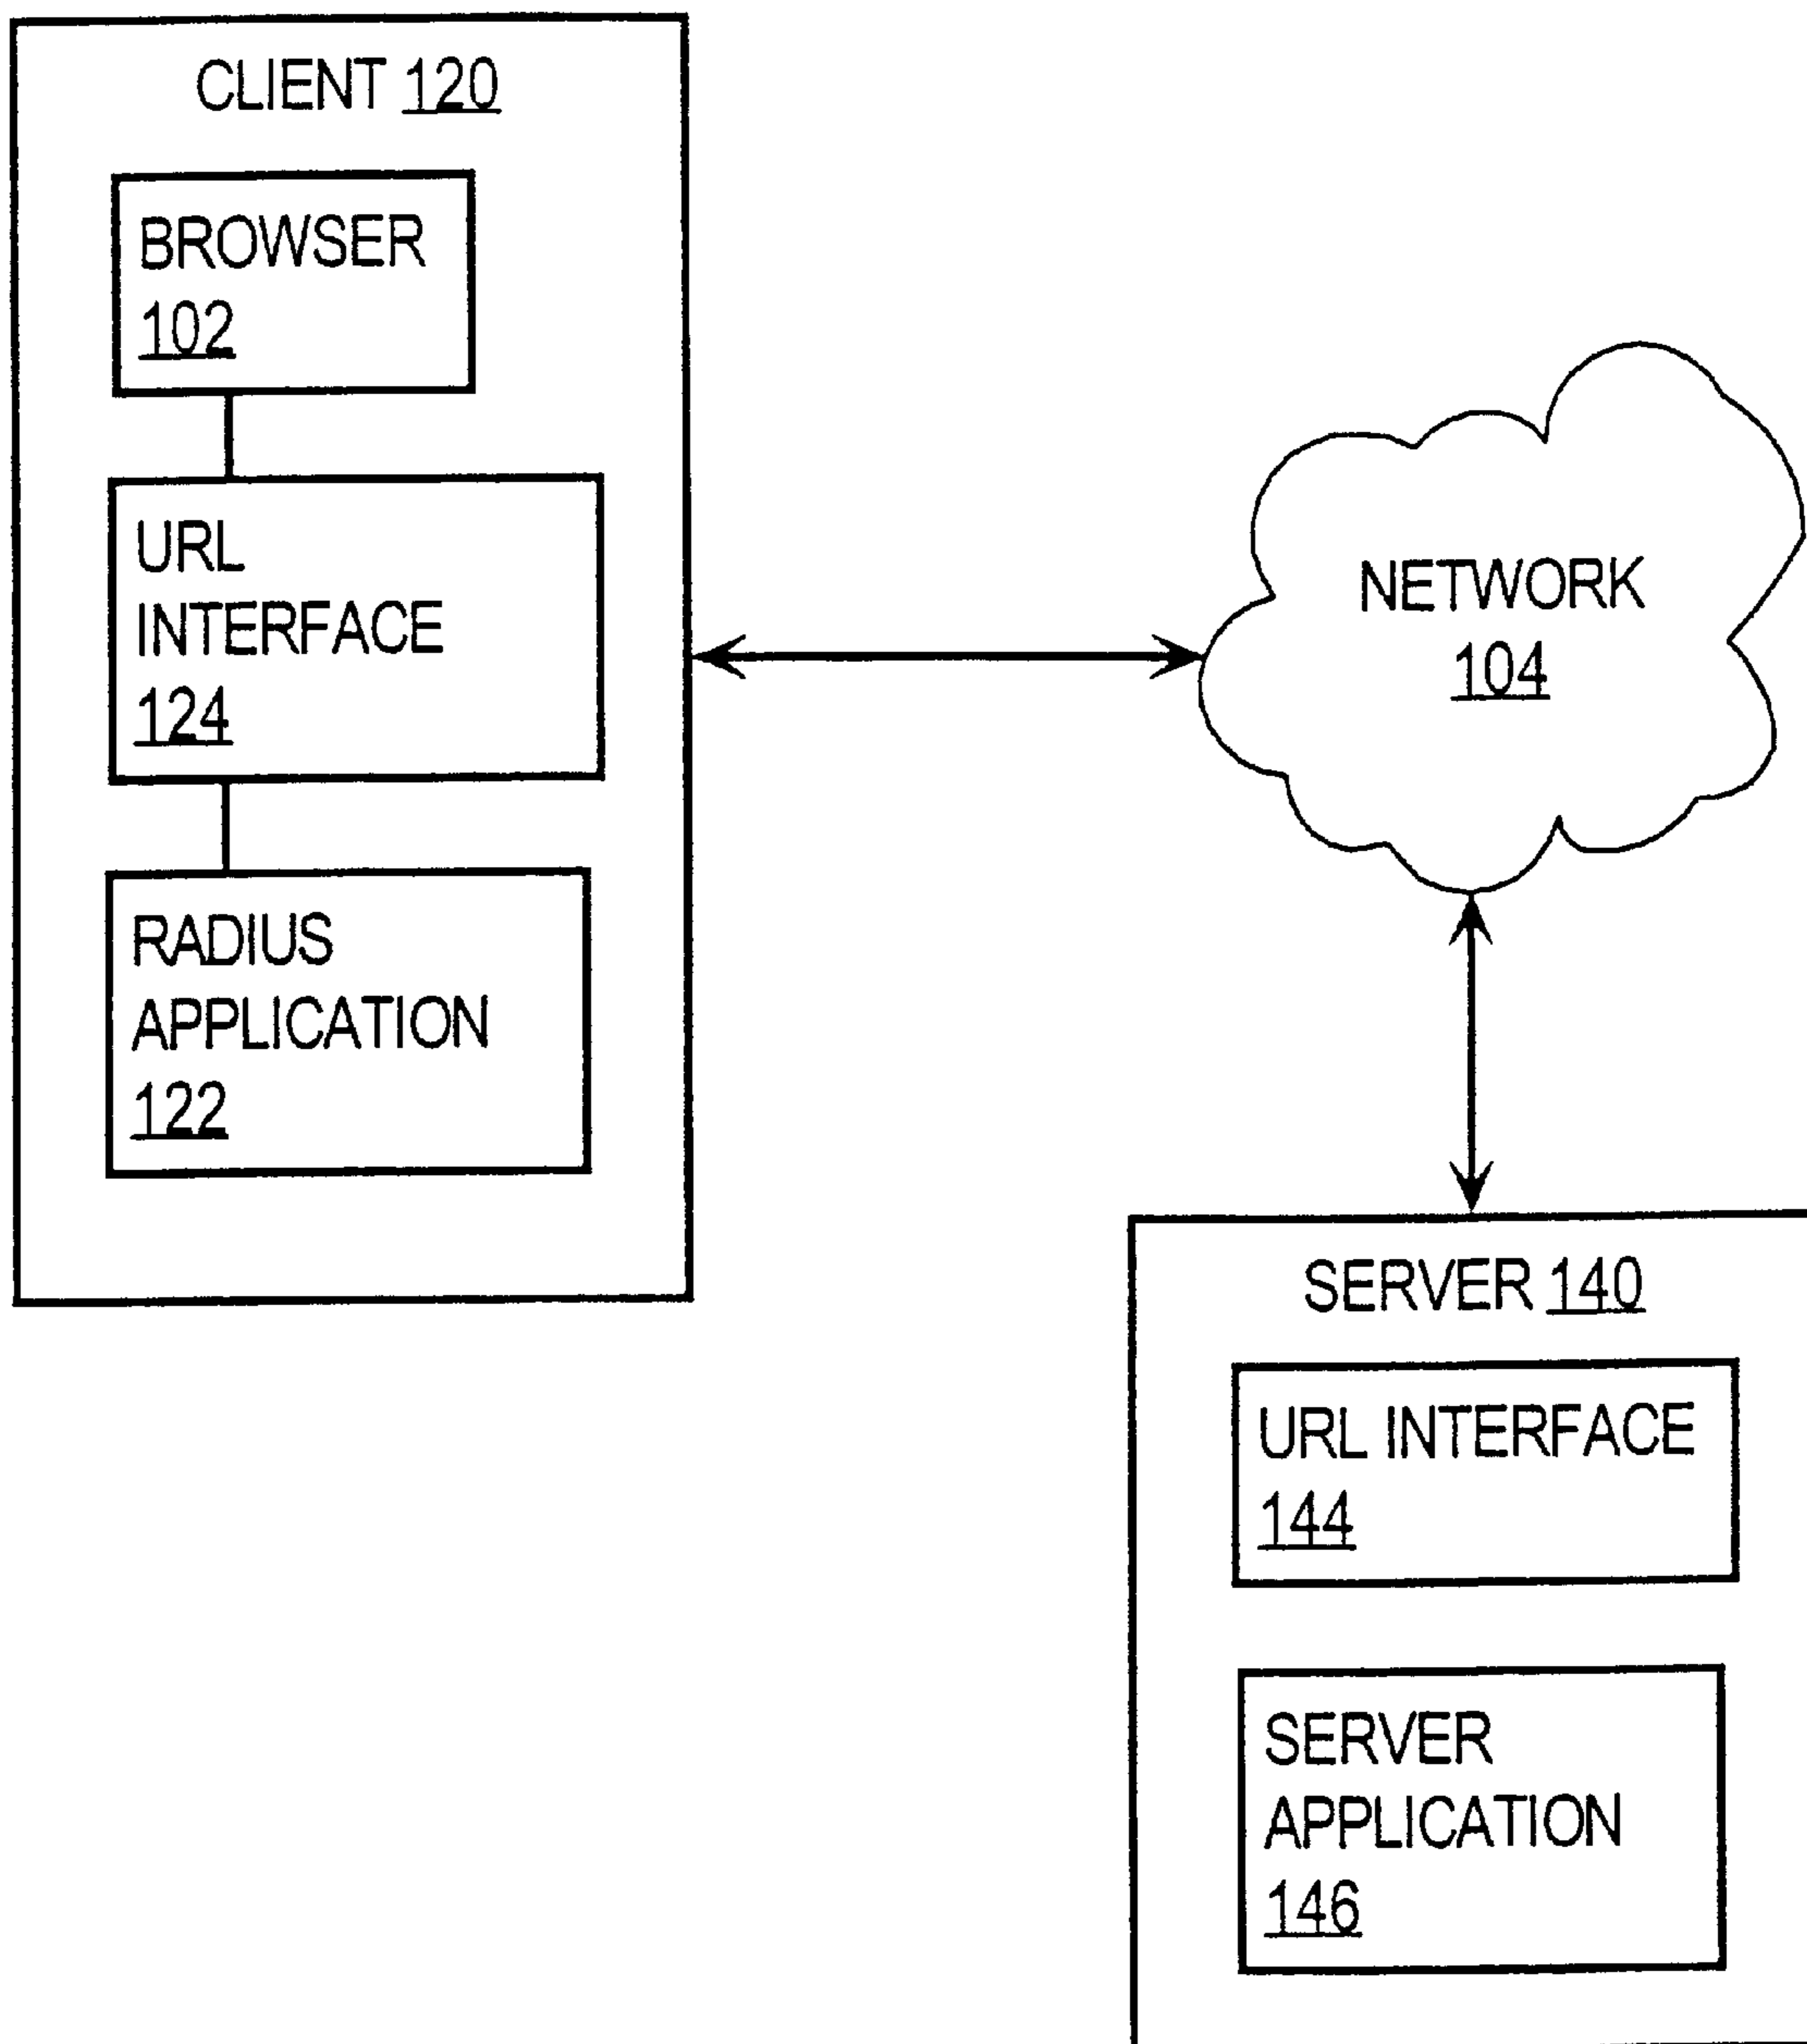 CLIENT 120
BROWSER
102
URL
INTERFACE
124
RADIUS
APPLICATION
122
NETWORK
104
SERVER 140
URL INTERFACE
144
SERVER
APPLICATION
146